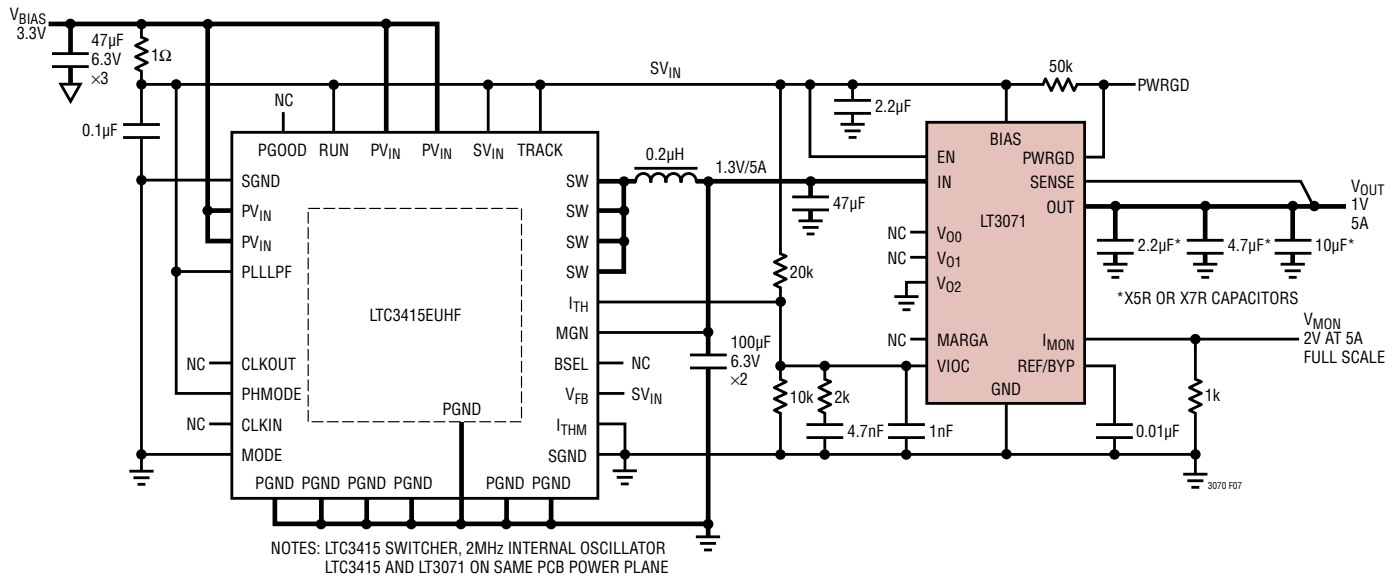 VBIAS
3.3V
47µF
6.3V
×3
1Ω
SVIN
50k
PWRGD
NC
0.1µF
2.2µF
PGOOD
RUN
PVIN
PVIN
SVIN
TRACK
SGND
PVIN
PVIN
PLLLPF
NC
CLKOUT
PHMODE
NC
CLKIN
MODE
LTC3415EUHF
PGND
SW
SW
SW
SW
ITH
MGN
BSEL
NC
VFB
SVIN
ITHM
SGND
PGND
PGND
PGND
PGND
PGND
PGND
0.2µH
1.3V/5A
47µF
20k
100µF
6.3V
×2
10k
2k
4.7nF
1nF
BIAS
EN
IN
NC
VO0
NC
VO1
VO2
NC
MARGA
VIOC
GND
LT3071
PWRGD
SENSE
OUT
IMON
REF/BYP
VOUT
1V
5A
2.2µF*
4.7µF*
10µF*
*X5R OR X7R CAPACITORS
VMON
2V AT 5A
FULL SCALE
1k
0.01µF
3070 F07
NOTES: LTC3415 SWITCHER, 2MHz INTERNAL OSCILLATOR
LTC3415 AND LT3071 ON SAME PCB POWER PLANE